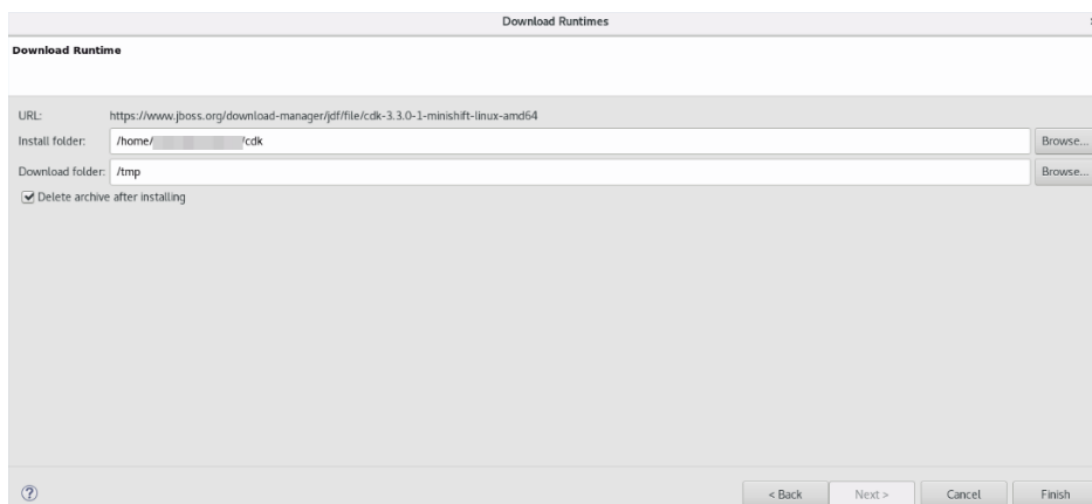 Download Runtimes
Download Runtime
URL: https://www.jboss.org/download-manager/jdf/file/cdk-3.3.0-1-minishift-linux-amd64
Install folder: /home/ /cdk Browse...
Download folder: /tmp Browse...
Delete archive after installing
? < Back Next > Cancel Finish